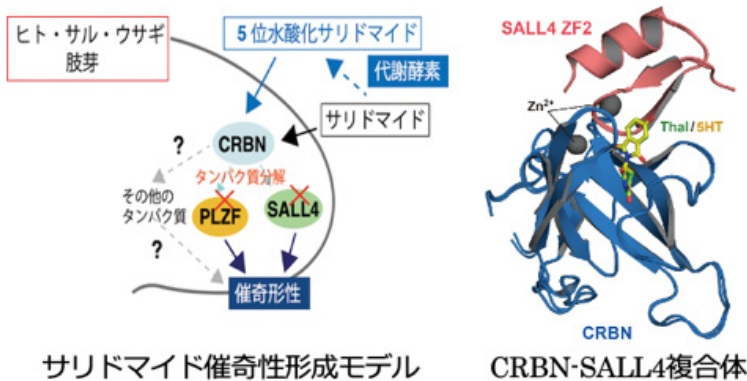 ヒト・サル・ウサギ
肢芽
5位水酸化サリドマイド
代謝酵素
サリドマイド
CRBN
?
タンパク質分解
その他の
タンパク質
PLZF
SALL4
?
催奇形性
サリドマイド催奇性形成モデル
SALL4 ZF2
Zn²⁺
Thal/5HT
CRBN
CRBN-SALL4複合体